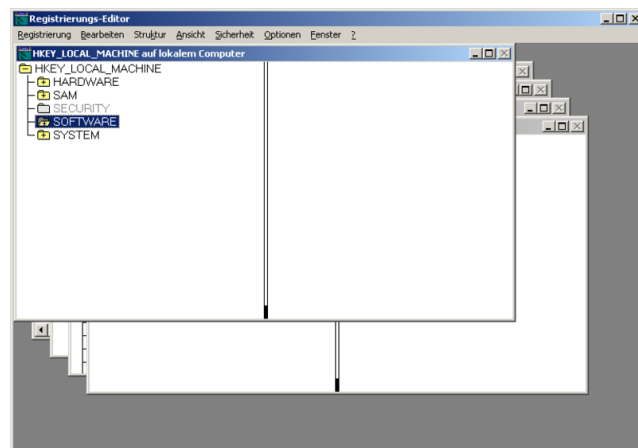 Registrierungs-Editor
Registrierung Bearbeiten Struktur Ansicht Sicherheit Optionen Fenster ?
HKEY_LOCAL_MACHINE auf lokalem Computer
HKEY_LOCAL_MACHINE
HARDWARE
SAM
SECURITY
SOFTWARE
SYSTEM